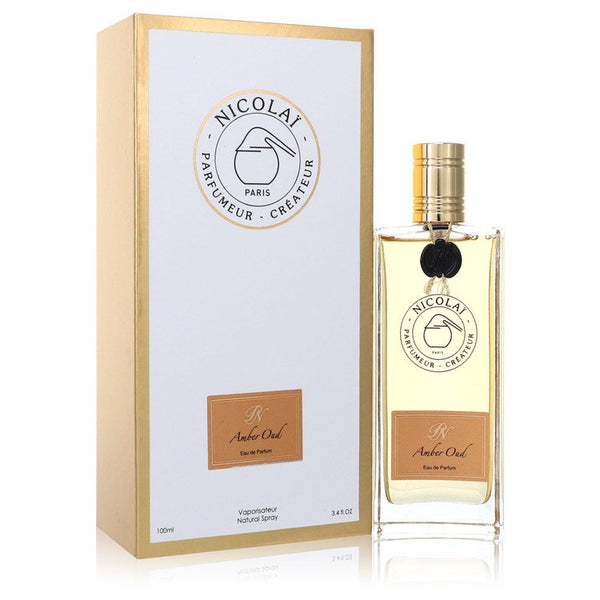 - NICOLAÏ -
PARIS
PARFUMEUR - CRÉATEUR
PN
Amber Oud
Eau de Parfum
Vaporisateur
Natural Spray
100ml
3.4 fl.OZ
- NICOLAÏ -
PARIS
PARFUMEUR - CRÉATEUR
PN
Amber Oud
Eau de Parfum